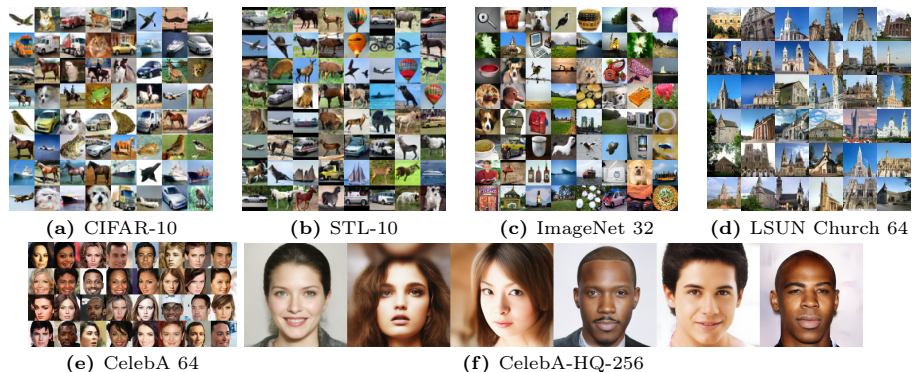 (a) CIFAR-10
(b) STL-10
(c) ImageNet 32
(d) LSUN Church 64
(e) CelebA 64
(f) CelebA-HQ-256